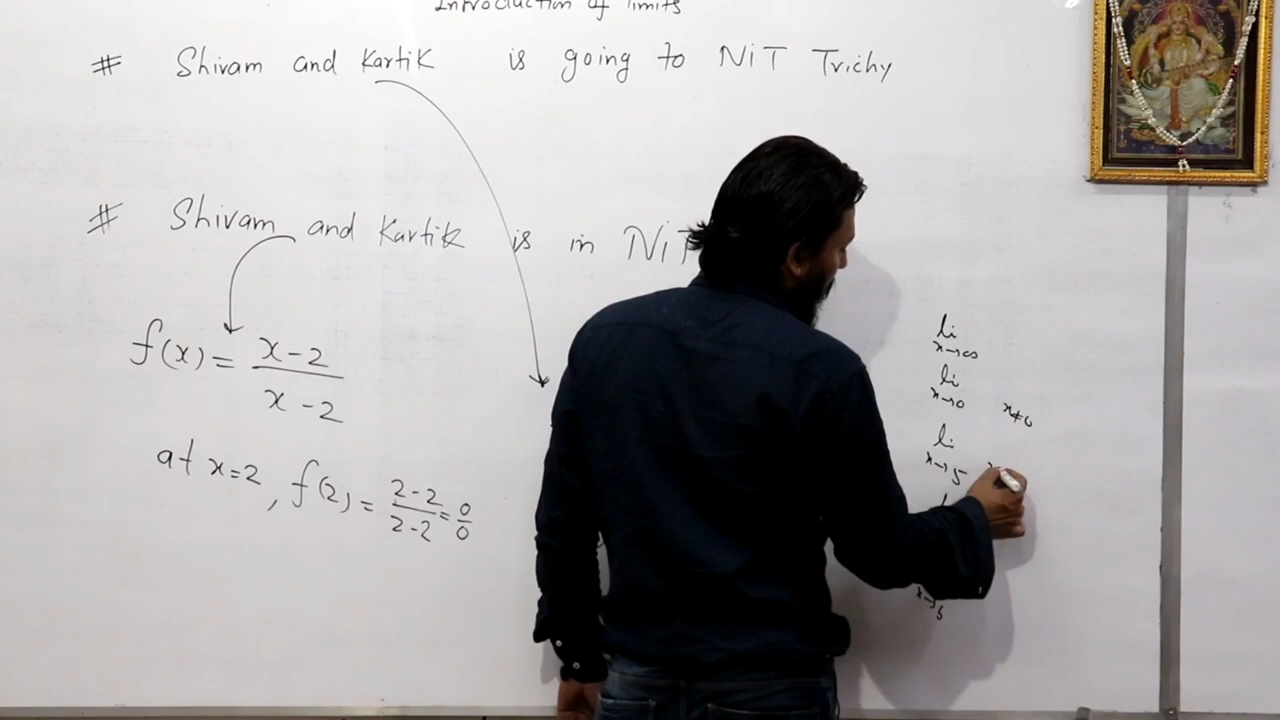 Introduction of limits
# Shivam and Kartik is going to NiT Trichy
# Shivam and Kartik is in NiT
f(x) = x-2 / x-2
at x=2, f(2) = 2-2 / 2-2 = 0/0
li x→∞
li x→0 x≠0
li x→5